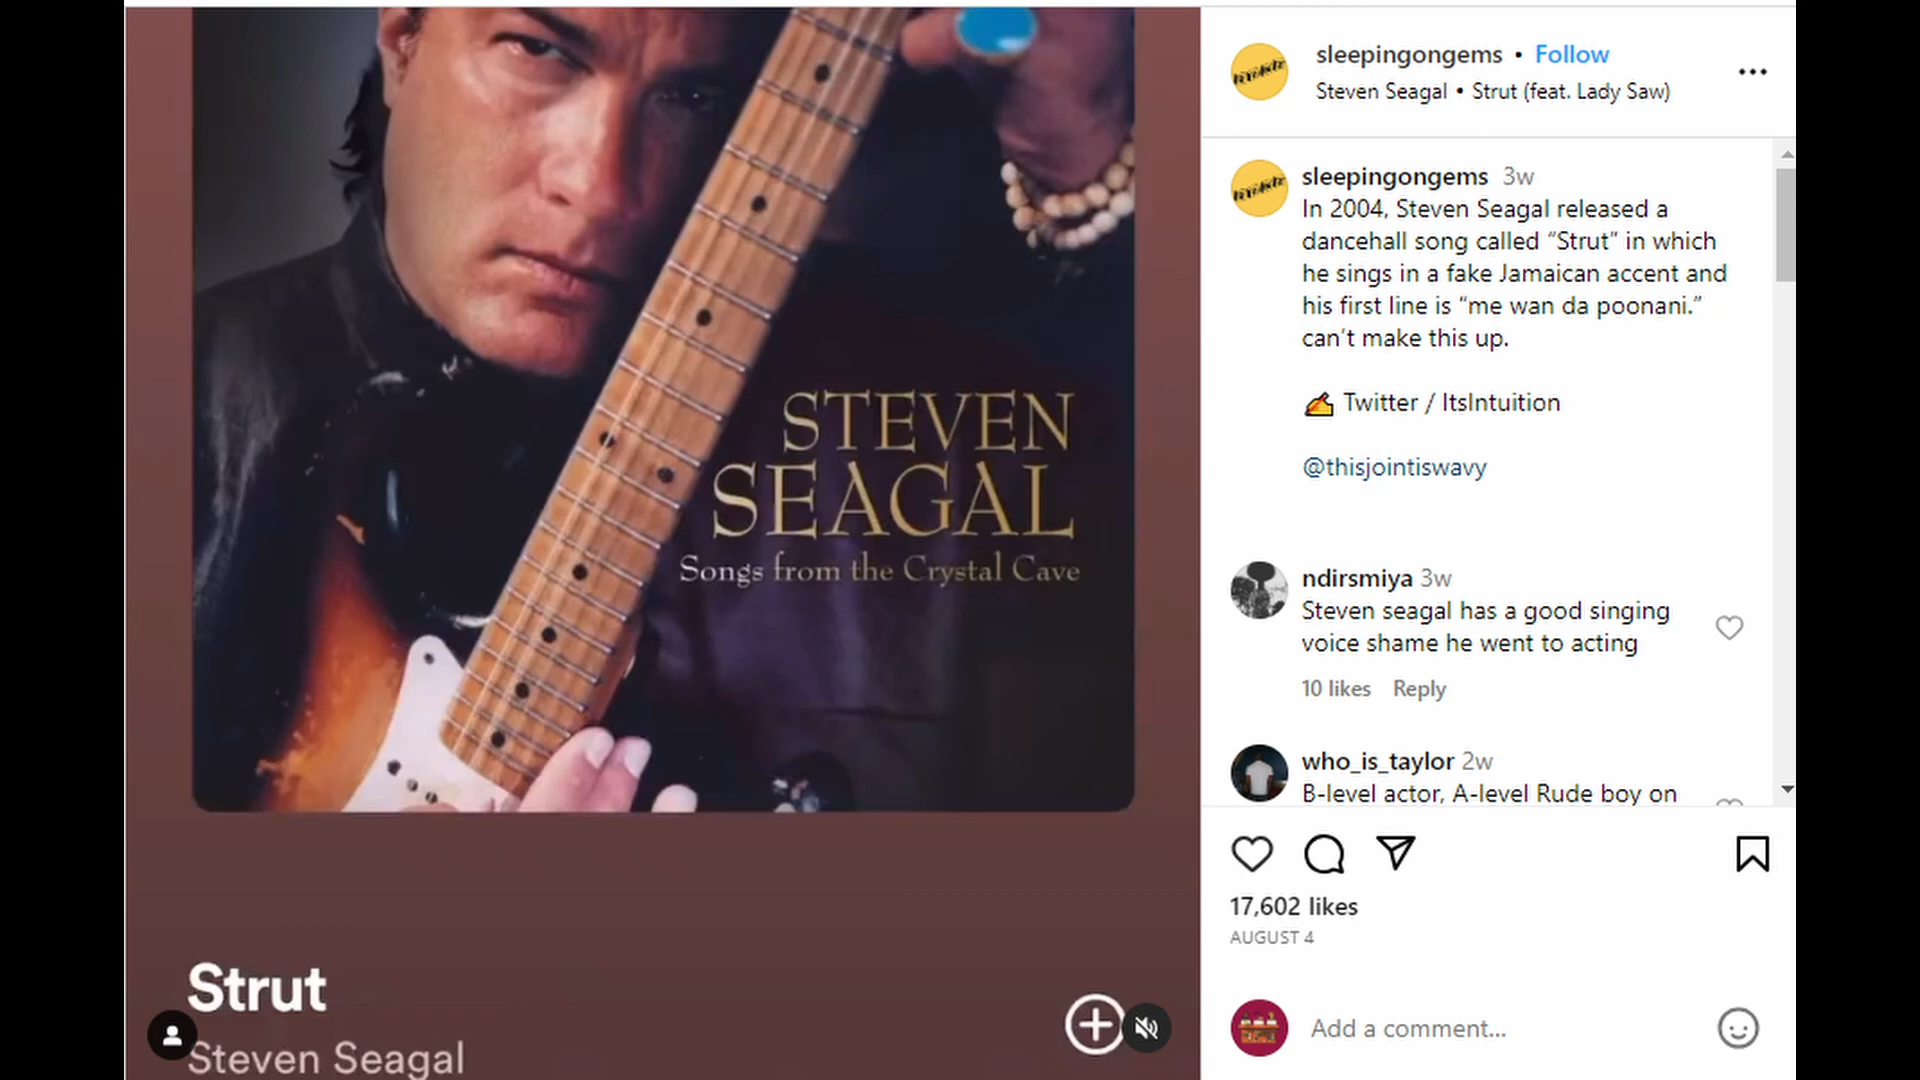 STEVEN
SEAGAL
Songs from the Crystal Cave
Strut
Steven Seagal
sleepingongems • Follow
Steven Seagal • Strut (feat. Lady Saw)
sleepingongems 3w
In 2004, Steven Seagal released a
dancehall song called “Strut” in which
he sings in a fake Jamaican accent and
his first line is “me wan da poonani.”
can’t make this up.
✍️ Twitter / ItsIntuition
@thisjointiswavy
ndirsmiya 3w
Steven seagal has a good singing
voice shame he went to acting
10 likes Reply
who_is_taylor 2w
B-level actor, A-level Rude boy on
17,602 likes
AUGUST 4
Add a comment...